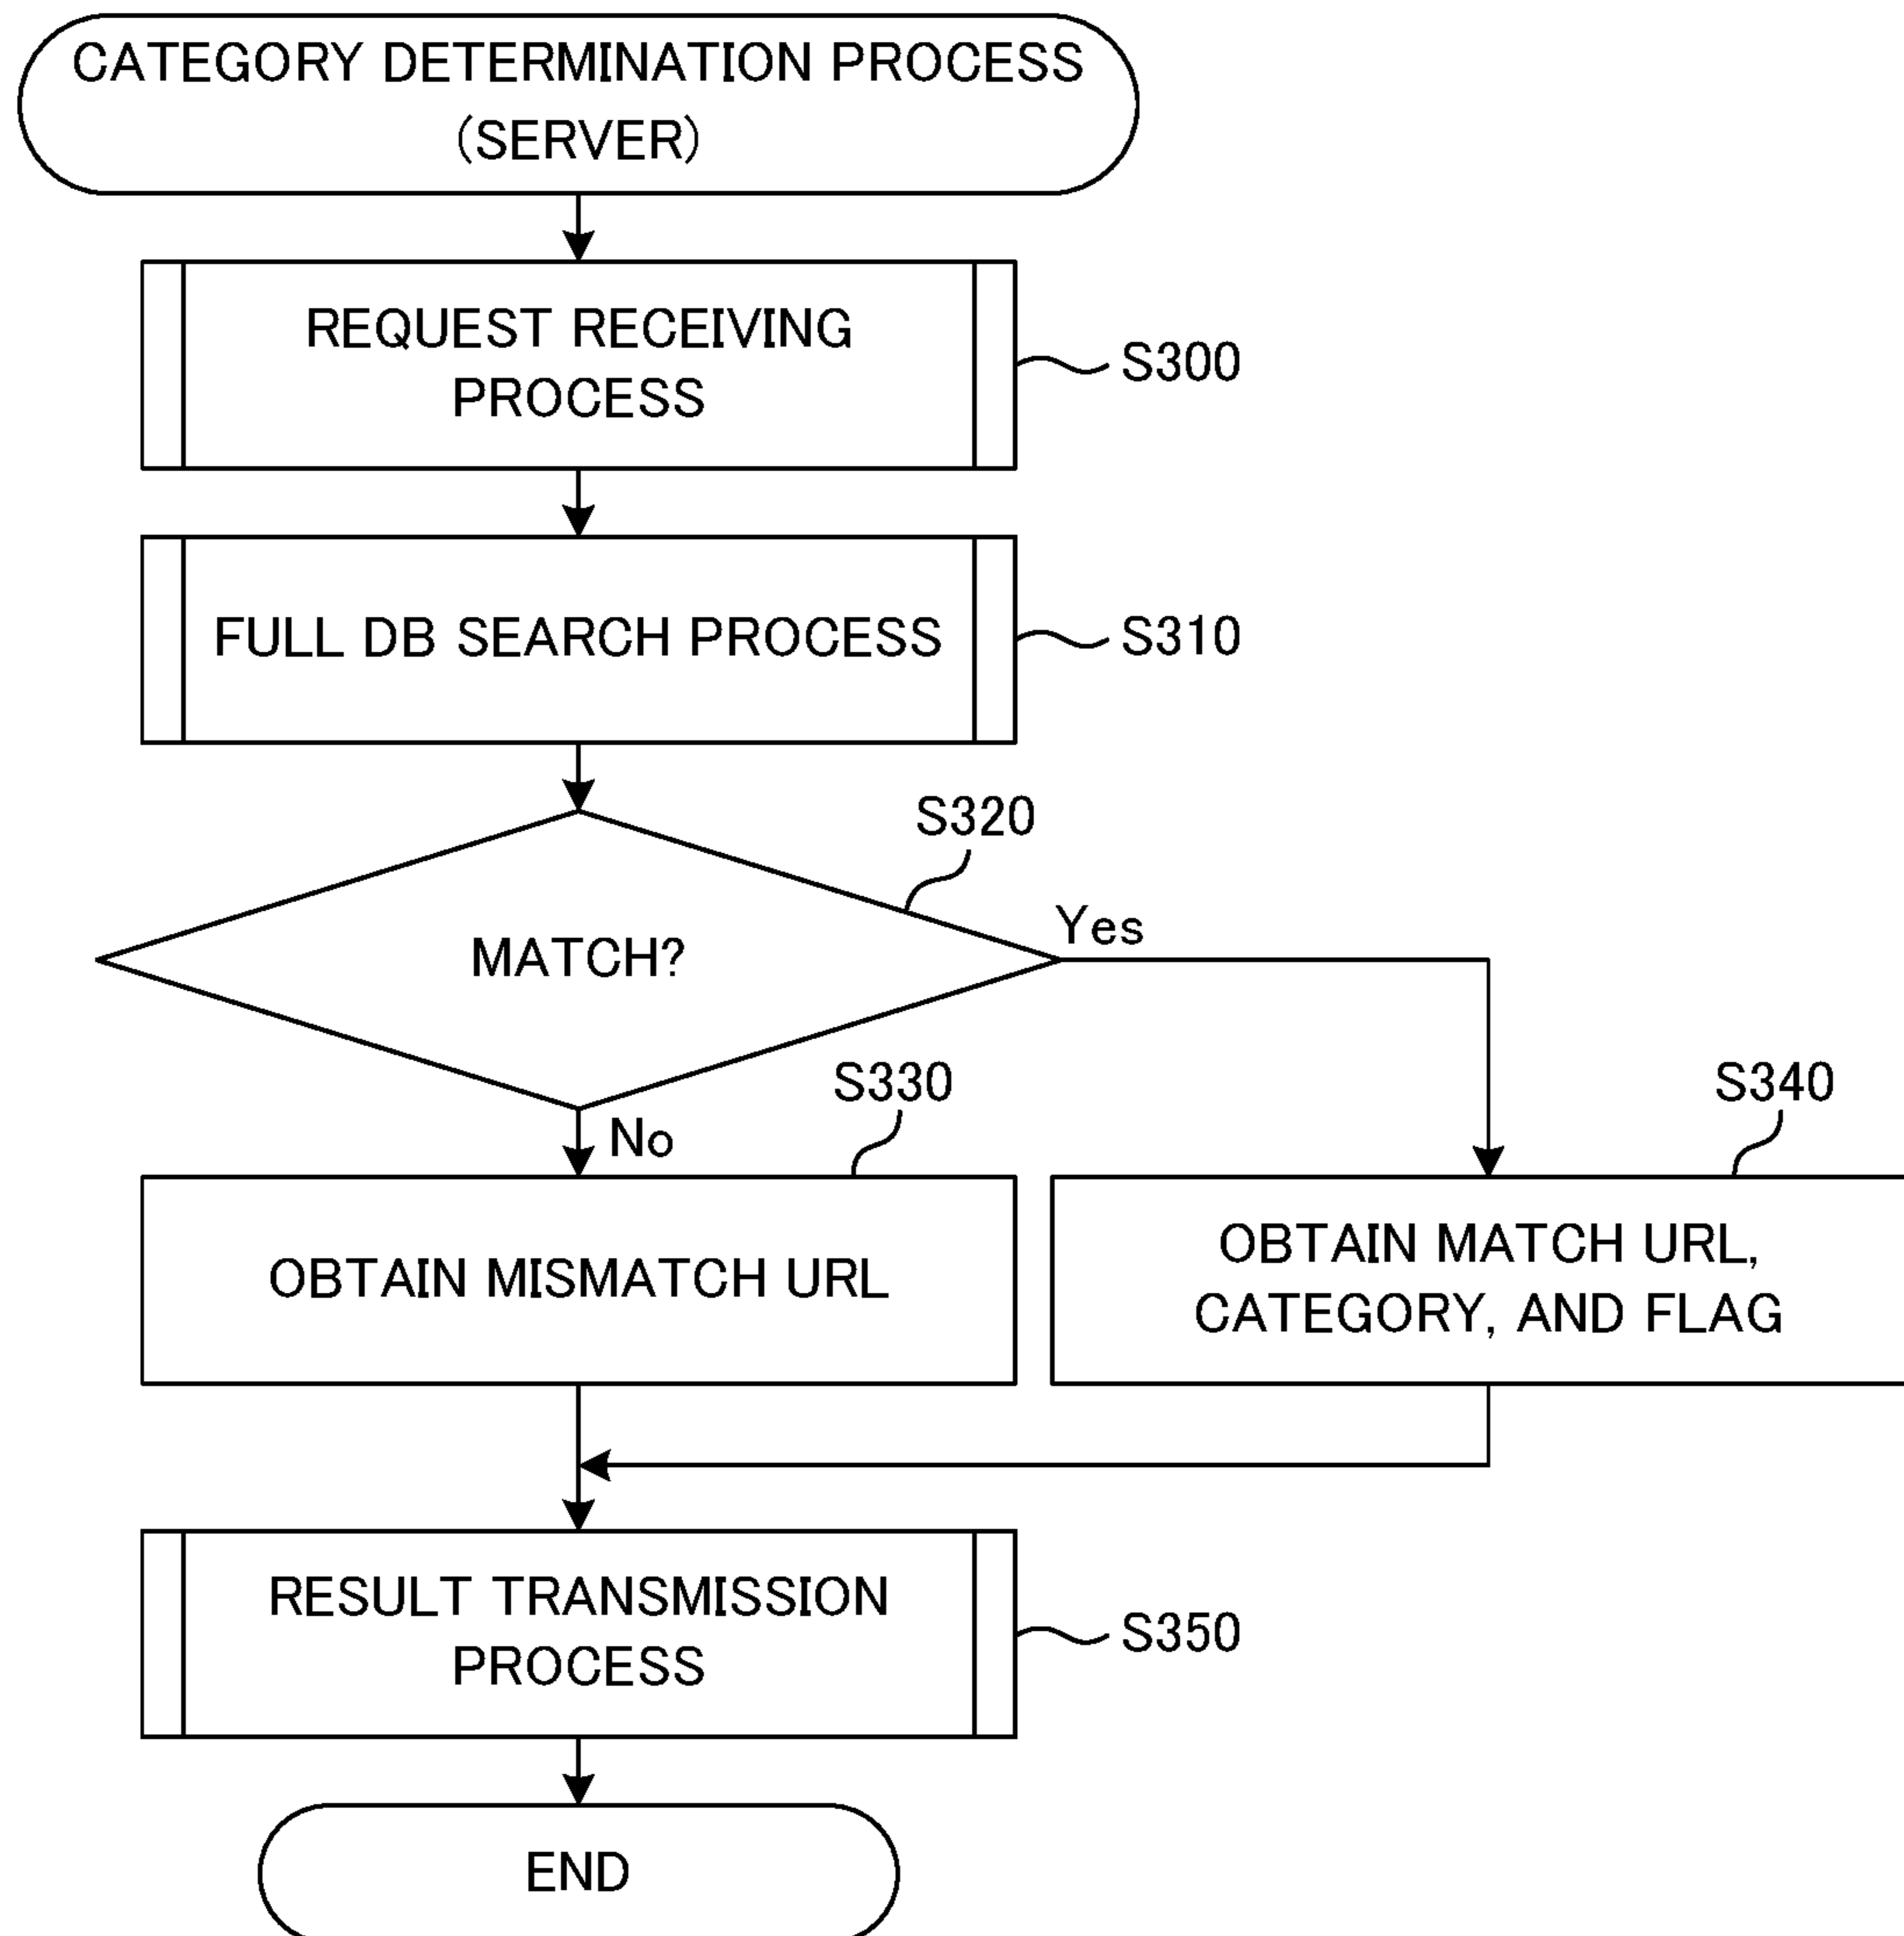 CATEGORY DETERMINATION PROCESS
(SERVER)
REQUEST RECEIVING
PROCESS
S300
FULL DB SEARCH PROCESS
S310
S320
MATCH?
Yes
No
S330
S340
OBTAIN MISMATCH URL
OBTAIN MATCH URL,
CATEGORY, AND FLAG
RESULT TRANSMISSION
PROCESS
S350
END